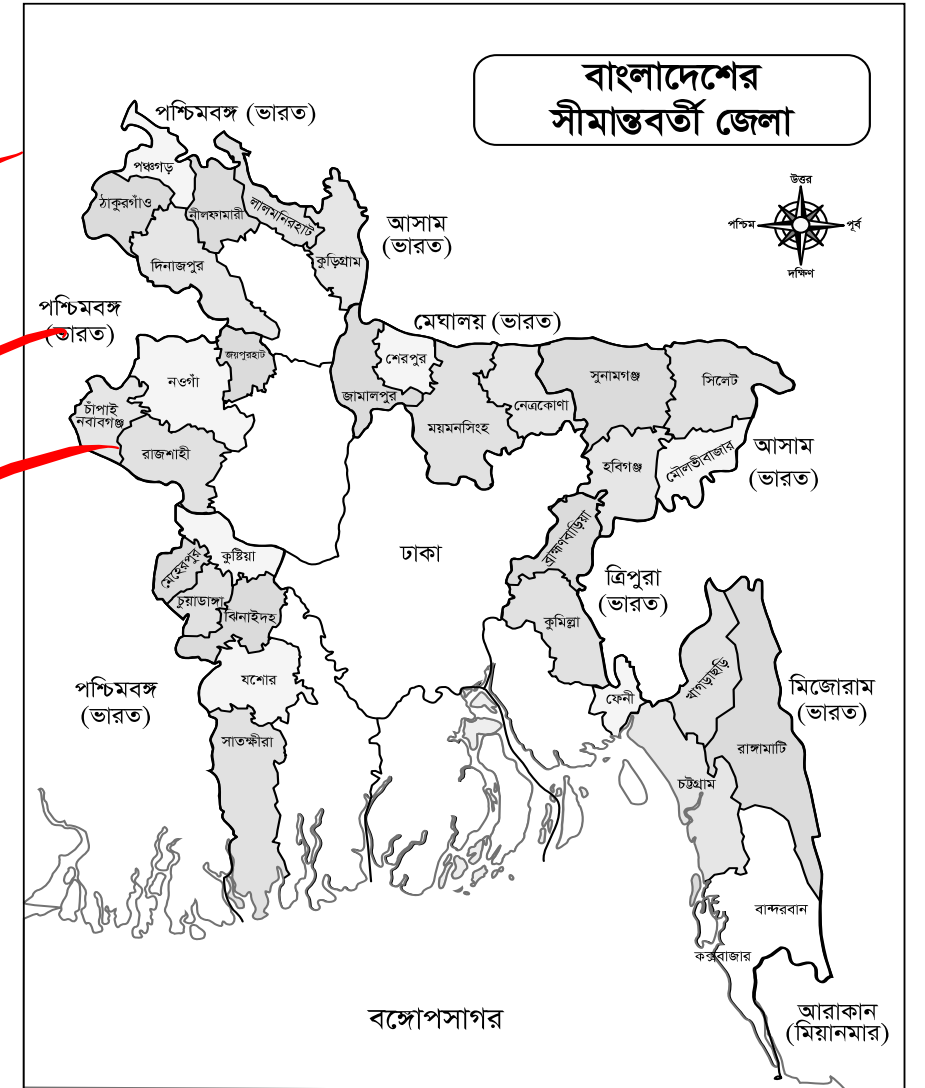 বাংলাদেশের
সীমান্তবর্তী জেলা
পশ্চিমবঙ্গ (ভারত)
পঞ্চগড়
উত্তর
ঠাকুরগাঁও
নীলফামারী
লালমনিরহাট
আসাম
(ভারত)
পশ্চিম
পূর্ব
দিনাজপুর
কুড়িগ্রাম
দক্ষিণ
পশ্চিমবঙ্গ
(ভারত)
মেঘালয় (ভারত)
জয়পুরহাট
শেরপুর
নওগাঁ
সুনামগঞ্জ
সিলেট
জামালপুর
নেত্রকোণা
চাঁপাই
নবাবগঞ্জ
ময়মনসিংহ
রাজশাহী
হবিগঞ্জ
মৌলভীবাজার
আসাম
(ভারত)
ব্রাহ্মণবাড়িয়া
ঢাকা
কুষ্টিয়া
মেহেরপুর
ত্রিপুরা
(ভারত)
চুয়াডাঙ্গা
ঝিনাইদহ
কুমিল্লা
যশোর
পশ্চিমবঙ্গ
(ভারত)
ফেনী
খাগড়াছড়ি
মিজোরাম
(ভারত)
সাতক্ষীরা
রাঙ্গামাটি
চট্টগ্রাম
বান্দরবান
কক্সবাজার
বঙ্গোপসাগর
আরাকান
(মিয়ানমার)